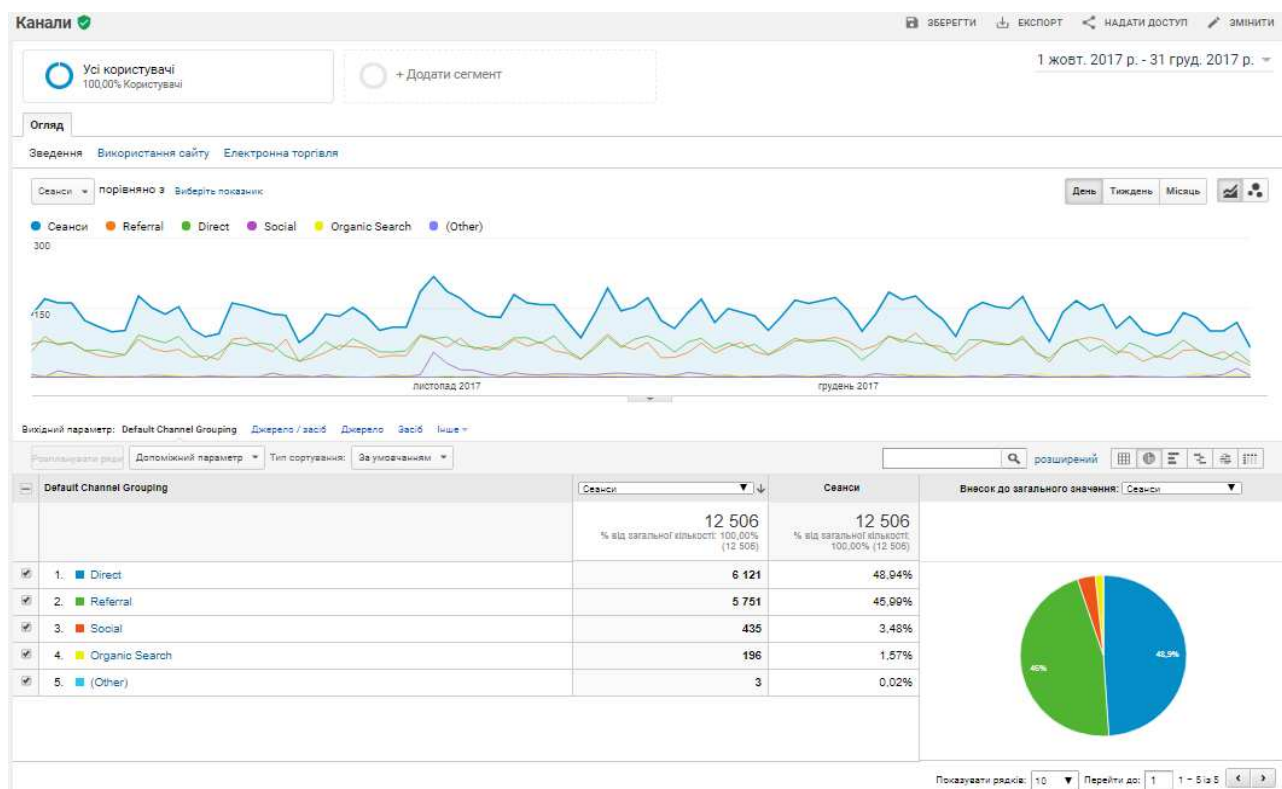 Канали
ЗБЕРЕГТИ ЕКСПОРТ НАДАТИ ДОСТУП ЗМІНИТИ
1 жовт. 2017 р. - 31 груд. 2017 р.
Усі користувачі
100,00% Користувачі
+ Додати сегмент
Огляд
Зведення Використання сайту Електронна торгівля
Сеанси порівняно з Виберіть показник
День Тиждень Місяць
Сеанси Referral Direct Social Organic Search (Other)
300
150
листопад 2017 грудень 2017
Вихідний параметр: Default Channel Grouping Джерело / засіб Джерело Засіб Інше
Розпланувати ряди Допоміжний параметр Тип сортування: За умовчанням розширений
Default Channel Grouping Сеанси Сеанси Внесок до загального значення: Сеанси
12 506 12 506
% від загальної кількості: 100,00% (12 506) % від загальної кількості: 100,00% (12 506)
1. Direct 6 121 48,94%
2. Referral 5 751 45,99%
3. Social 435 3,48%
4. Organic Search 196 1,57%
5. (Other) 3 0,02%
48,9%
46%
Показувати рядків: 10 Перейти до: 1 1 – 5 із 5